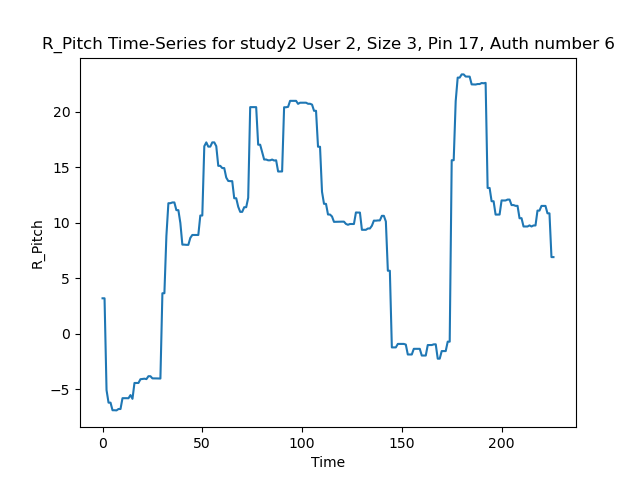 R_Pitch Time-Series for study2 User 2, Size 3, Pin 17, Auth number 6
R_Pitch
20
15
10
5
0
−5
0 50 100 150 200
Time